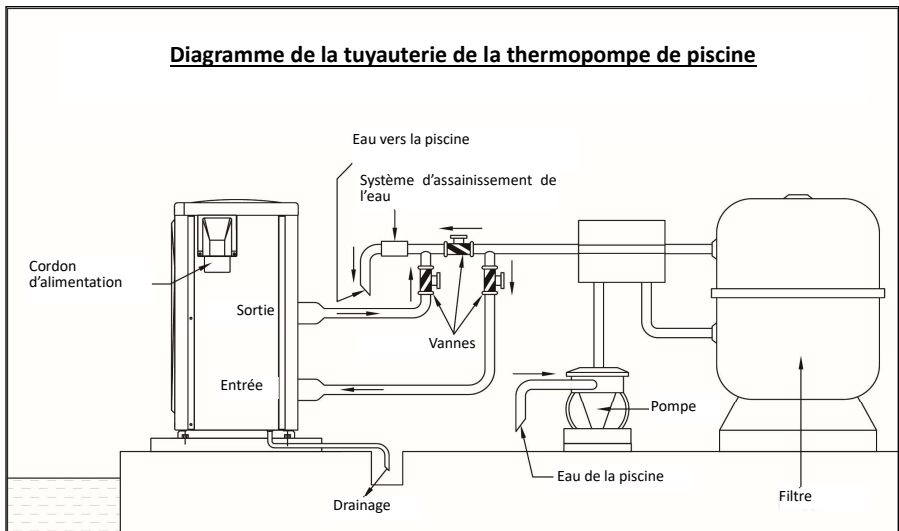 Diagramme de la tuyauterie de la thermopompe de piscine
Eau vers la piscine
Système d’assainissement de
l’eau
Cordon
d’alimentation
Sortie
Vannes
Entrée
Pompe
Eau de la piscine
Drainage
Filtre